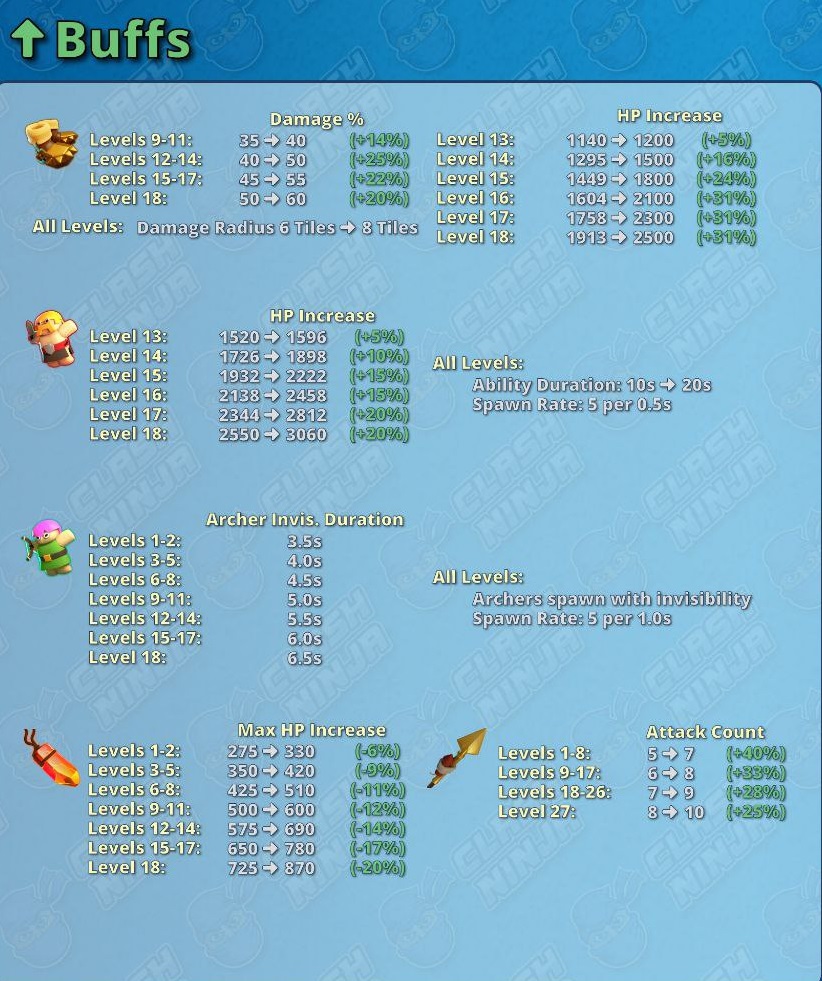 Buffs
Damage %
Levels 9-11: 35 → 40 (+14%)
Levels 12-14: 40 → 50 (+25%)
Levels 15-17: 45 → 55 (+22%)
Level 18: 50 → 60 (+20%)
All Levels: Damage Radius 6 Tiles → 8 Tiles
HP Increase
Level 13: 1140 → 1200 (+5%)
Level 14: 1295 → 1500 (+16%)
Level 15: 1449 → 1800 (+24%)
Level 16: 1604 → 2100 (+31%)
Level 17: 1758 → 2300 (+31%)
Level 18: 1913 → 2500 (+31%)
HP Increase
Level 13: 1520 → 1596 (+5%)
Level 14: 1726 → 1898 (+10%)
Level 15: 1932 → 2222 (+15%)
Level 16: 2138 → 2458 (+15%)
Level 17: 2344 → 2812 (+20%)
Level 18: 2550 → 3060 (+20%)
All Levels:
Ability Duration: 10s → 20s
Spawn Rate: 5 per 0.5s
Archer Invis. Duration
Levels 1-2: 3.5s
Levels 3-5: 4.0s
Levels 6-8: 4.5s
Levels 9-11: 5.0s
Levels 12-14: 5.5s
Levels 15-17: 6.0s
Level 18: 6.5s
All Levels:
Archers spawn with invisibility
Spawn Rate: 5 per 1.0s
Max HP Increase
Levels 1-2: 275 → 330 (-6%)
Levels 3-5: 350 → 420 (-9%)
Levels 6-8: 425 → 510 (-11%)
Levels 9-11: 500 → 600 (-12%)
Levels 12-14: 575 → 690 (-14%)
Levels 15-17: 650 → 780 (-17%)
Level 18: 725 → 870 (-20%)
Attack Count
Levels 1-8: 5 → 7 (+40%)
Levels 9-17: 6 → 8 (+33%)
Levels 18-26: 7 → 9 (+28%)
Level 27: 8 → 10 (+25%)
CLASH NINJA